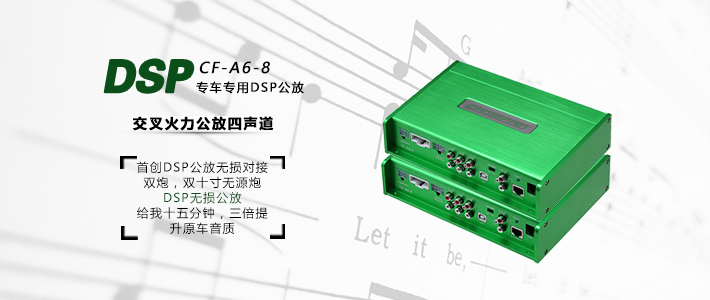 DSP CF-A6-8
专车专用DSP公放
交叉火力公放四声道
首创DSP公放无损对接
双炮，双十寸无源炮
DSP无损公放
给我十五分钟，三倍提
升原车音质
G
Let it be,